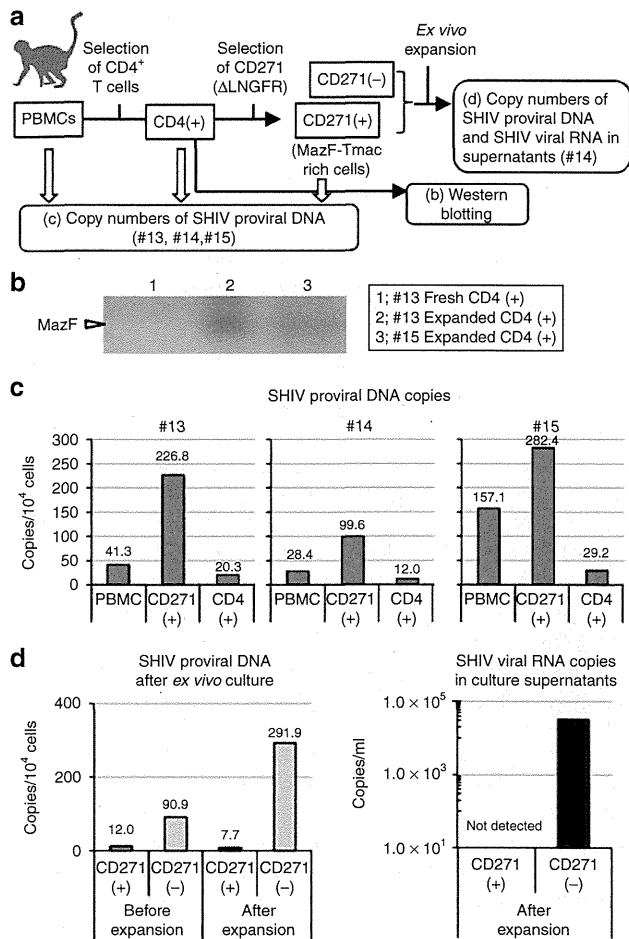 a
Selection
of CD4+
T cells
Selection
of CD271
(ΔLNGFR)
Ex vivo
expansion
PBMCs
CD4(+)
CD271(−)
CD271(+)
(MazF-Tmac
rich cells)
(d) Copy numbers of
SHIV proviral DNA
and SHIV viral RNA in
supernatants (#14)
(c) Copy numbers of SHIV proviral DNA
(#13, #14,#15)
(b) Western
blotting
b
1 2 3
MazF
1; #13 Fresh CD4 (+)
2; #13 Expanded CD4 (+)
3; #15 Expanded CD4 (+)
c
SHIV proviral DNA copies
#13 #14 #15
Copies/10⁴ cells
300
250
200
150
100
50
0
41.3 226.8 20.3
28.4 99.6 12.0
157.1 282.4 29.2
PBMC CD271 (+) CD4 (+)
PBMC CD271 (+) CD4 (+)
PBMC CD271 (+) CD4 (+)
d
SHIV proviral DNA
after ex vivo culture
Copies/10⁴ cells
400
200
0
12.0 90.9 7.7 291.9
CD271 (+) CD271 (−) CD271 (+) CD271 (−)
Before expansion After expansion
SHIV viral RNA copies
in culture supernatants
Copies/ml
1.0 × 10⁵
1.0 × 10³
1.0 × 10¹
Not detected
CD271 (+) CD271 (−)
After
expansion